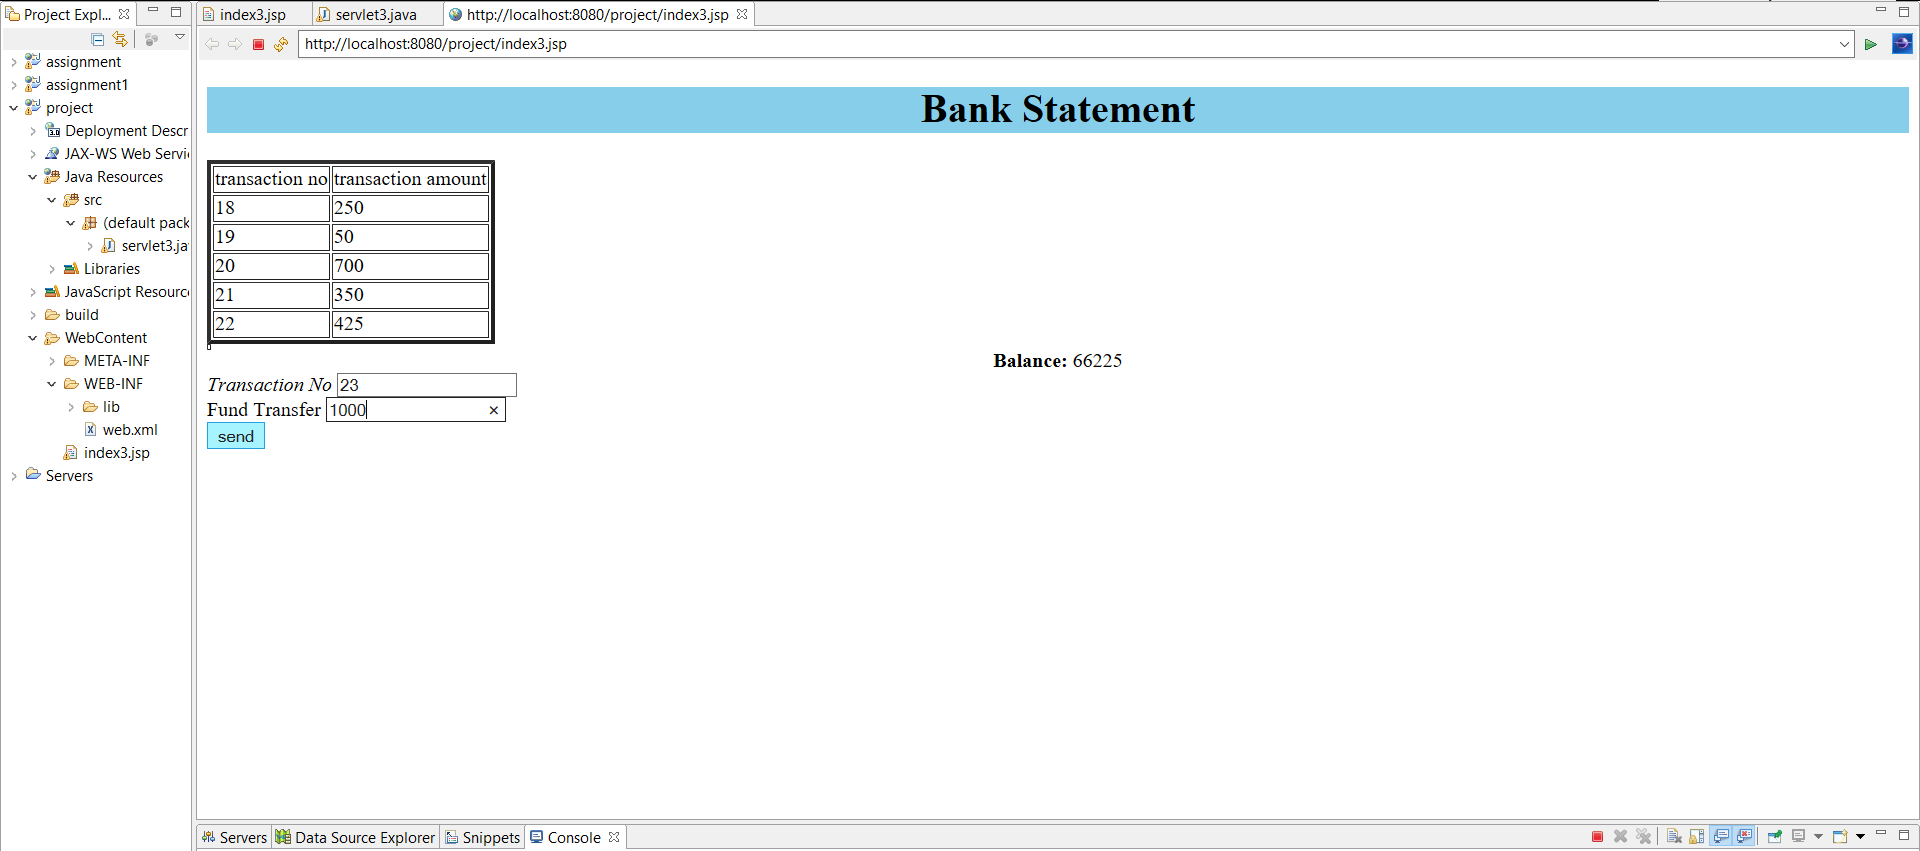 Project Expl...
index3.jsp
servlet3.java
http://localhost:8080/project/index3.jsp
http://localhost:8080/project/index3.jsp
assignment
assignment1
project
Deployment Descr
JAX-WS Web Servi
Java Resources
src
(default pack
servlet3.ja
Libraries
JavaScript Resourc
build
WebContent
META-INF
WEB-INF
lib
web.xml
index3.jsp
Servers
Bank Statement
transaction no transaction amount
18 250
19 50
20 700
21 350
22 425
Balance: 66225
Transaction No 23
Fund Transfer 1000
send
Servers
Data Source Explorer
Snippets
Console